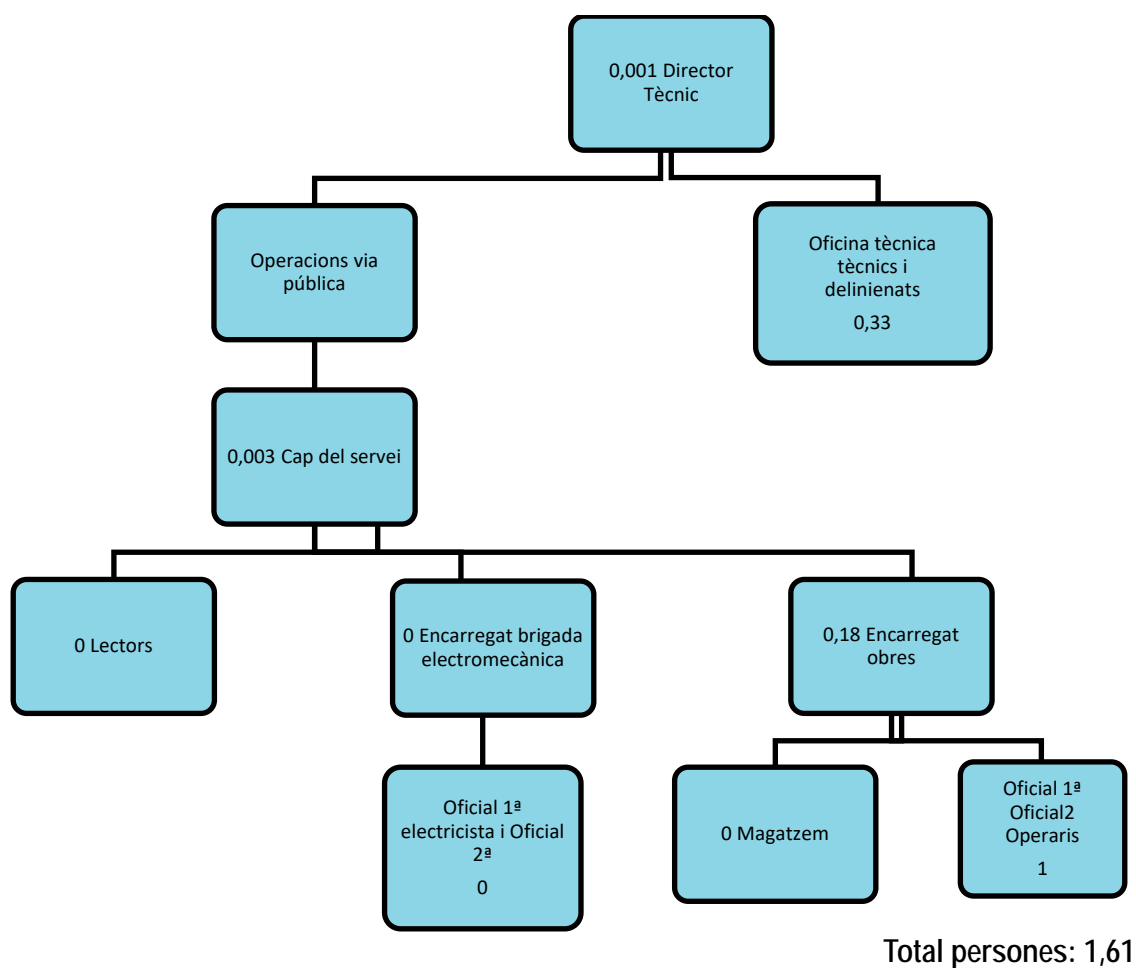 0,001 Director
Tècnic
Operacions via
pública
Oficina tècnica
tècnics i
delinienats
0,33
0,003 Cap del servei
0 Lectors
0 Encarregat brigada
electromecànica
0,18 Encarregat
obres
Oficial 1ª
electricista i Oficial
2ª
0
0 Magatzem
Oficial 1ª
Oficial2
Operaris
1
Total persones: 1,61